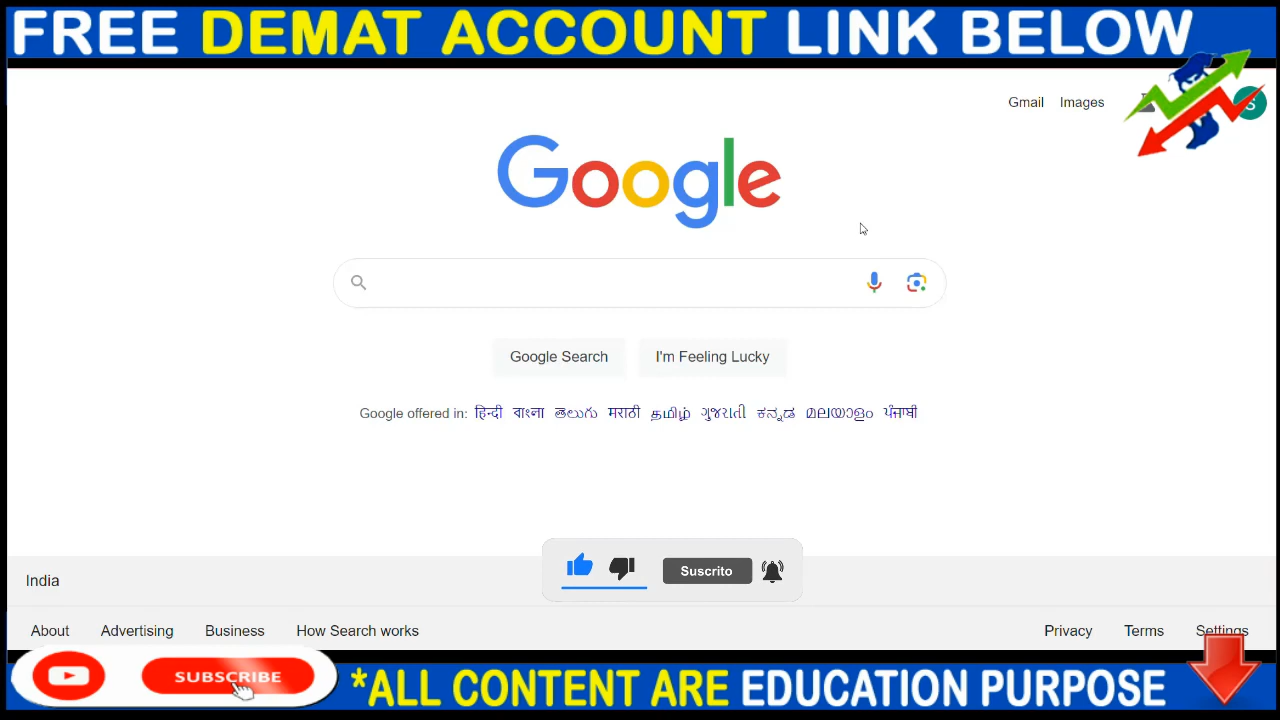 FREE DEMAT ACCOUNT LINK BELOW
Gmail Images
S
Google
Google Search I'm Feeling Lucky
Google offered in: हिन्दी বাংলা తెలుగు मराठी தமிழ் ગુજરાતી ಕನ್ನಡ മലയാളം ਪੰਜਾਬੀ
Suscrito
India
About Advertising Business How Search works Privacy Terms Settings
SUBSCRIBE
*ALL CONTENT ARE EDUCATION PURPOSE